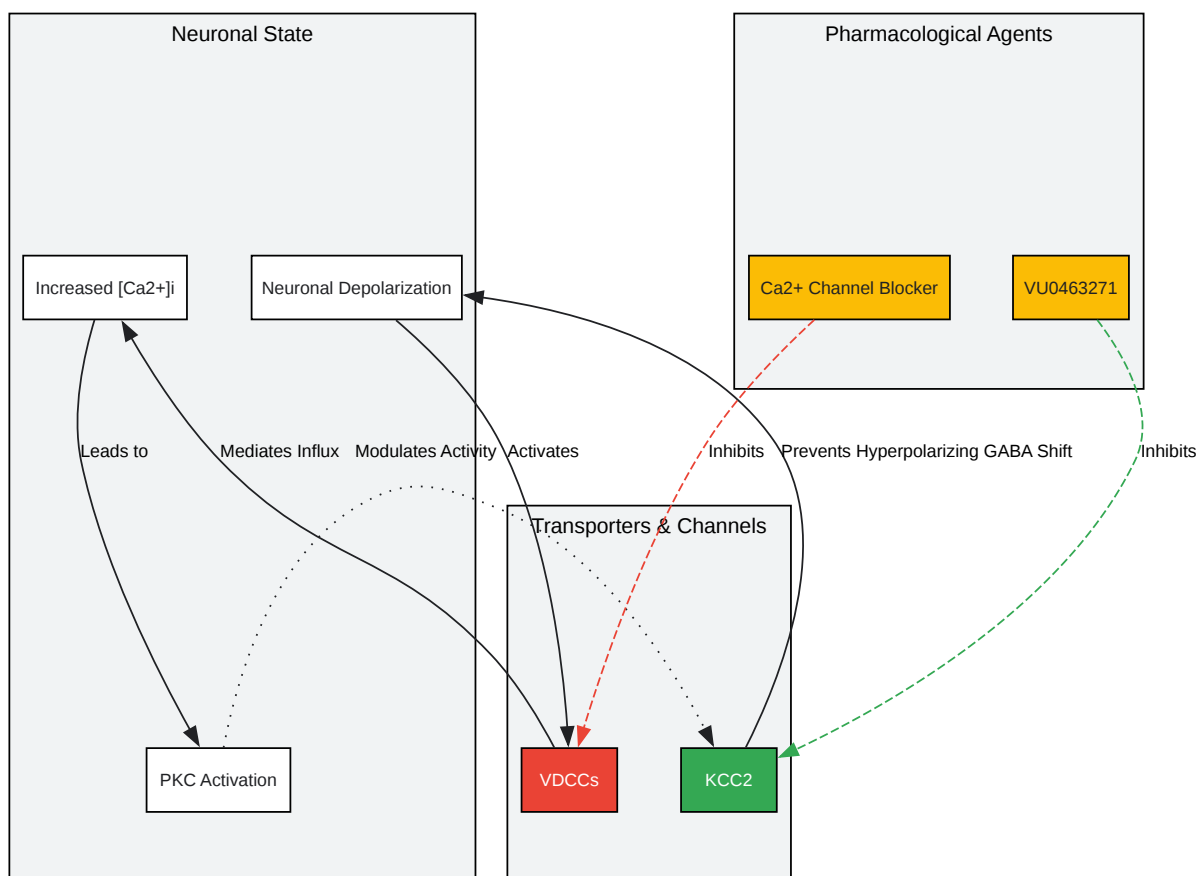 Neuronal State
Pharmacological Agents
Increased [Ca2+]i
Neuronal Depolarization
Ca2+ Channel Blocker
VU0463271
Leads to
Mediates Influx
Modulates Activity
Activates
Inhibits
Prevents Hyperpolarizing GABA Shift
Inhibits
Transporters & Channels
PKC Activation
VDCCs
KCC2